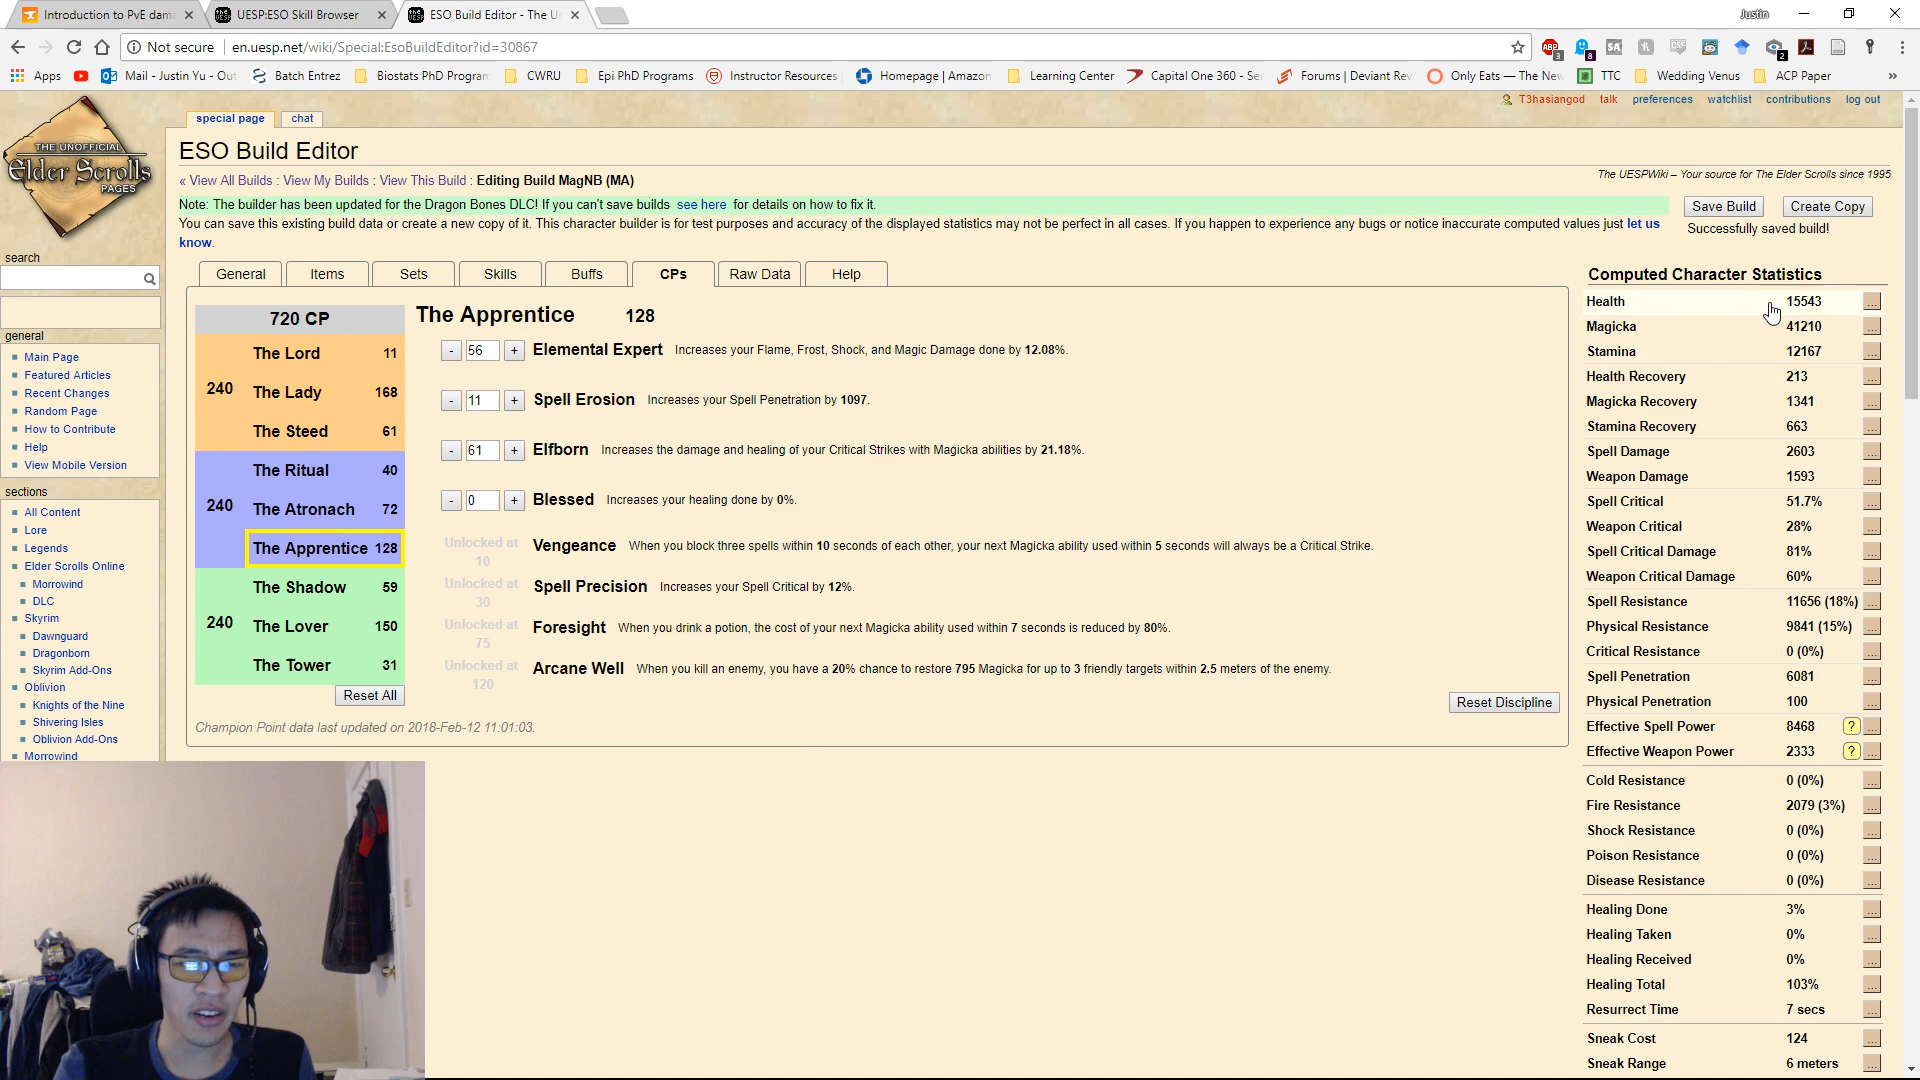 Introduction to PvE dam
UESP:ESO Skill Browser
ESO Build Editor - The U
Justin
Not secure
en.uesp.net/wiki/Special:EsoBuildEditor?id=30867
Apps
Mail - Justin Yu - Out
Batch Entrez
Biostats PhD Program
CWRU
Epi PhD Programs
Instructor Resources
Homepage | Amazon
Learning Center
Capital One 360 - Se
Forums | Deviant Rev
Only Eats — The New
TTC
Wedding Venus
ACP Paper
»
T3hasiangod talk preferences watchlist contributions log out
THE UNOFFICIAL
Elder Scrolls
PAGES
special page
chat
ESO Build Editor
The UESPWiki – Your source for The Elder Scrolls since 1995
« View All Builds : View My Builds : View This Build : Editing Build MagNB (MA)
Note: The builder has been updated for the Dragon Bones DLC! If you can't save builds see here for details on how to fix it.
You can save this existing build data or create a new copy of it. This character builder is for test purposes and accuracy of the displayed statistics may not be perfect in all cases. If you happen to experience any bugs or notice inaccurate computed values just let us
know.
Save Build
Create Copy
Successfully saved build!
search
general
Main Page
Featured Articles
Recent Changes
Random Page
How to Contribute
Help
View Mobile Version
sections
All Content
Lore
Legends
Elder Scrolls Online
Morrowind
DLC
Skyrim
Dawnguard
Dragonborn
Skyrim Add-Ons
Oblivion
Knights of the Nine
Shivering Isles
Oblivion Add-Ons
Morrowind
General
Items
Sets
Skills
Buffs
CPs
Raw Data
Help
720 CP
240
The Lord 11
The Lady 168
The Steed 61
240
The Ritual 40
The Atronach 72
The Apprentice 128
240
The Shadow 59
The Lover 150
The Tower 31
Reset All
The Apprentice 128
- 56 + Elemental Expert Increases your Flame, Frost, Shock, and Magic Damage done by 12.08%.
- 11 + Spell Erosion Increases your Spell Penetration by 1097.
- 61 + Elfborn Increases the damage and healing of your Critical Strikes with Magicka abilities by 21.18%.
- 0 + Blessed Increases your healing done by 0%.
Unlocked at
10
Vengeance When you block three spells within 10 seconds of each other, your next Magicka ability used within 5 seconds will always be a Critical Strike.
Unlocked at
30
Spell Precision Increases your Spell Critical by 12%.
Unlocked at
75
Foresight When you drink a potion, the cost of your next Magicka ability used within 7 seconds is reduced by 80%.
Unlocked at
120
Arcane Well When you kill an enemy, you have a 20% chance to restore 795 Magicka for up to 3 friendly targets within 2.5 meters of the enemy.
Reset Discipline
Champion Point data last updated on 2018-Feb-12 11:01:03.
Computed Character Statistics
Health 15543 ...
Magicka 41210 ...
Stamina 12167 ...
Health Recovery 213 ...
Magicka Recovery 1341 ...
Stamina Recovery 663 ...
Spell Damage 2603 ...
Weapon Damage 1593 ...
Spell Critical 51.7% ...
Weapon Critical 28% ...
Spell Critical Damage 81% ...
Weapon Critical Damage 60% ...
Spell Resistance 11656 (18%) ...
Physical Resistance 9841 (15%) ...
Critical Resistance 0 (0%) ...
Spell Penetration 6081 ...
Physical Penetration 100 ...
Effective Spell Power 8468 ? ...
Effective Weapon Power 2333 ? ...
Cold Resistance 0 (0%) ...
Fire Resistance 2079 (3%) ...
Shock Resistance 0 (0%) ...
Poison Resistance 0 (0%) ...
Disease Resistance 0 (0%) ...
Healing Done 3% ...
Healing Taken 0% ...
Healing Received 0% ...
Healing Total 103% ...
Resurrect Time 7 secs ...
Sneak Cost 124 ...
Sneak Range 6 meters ...